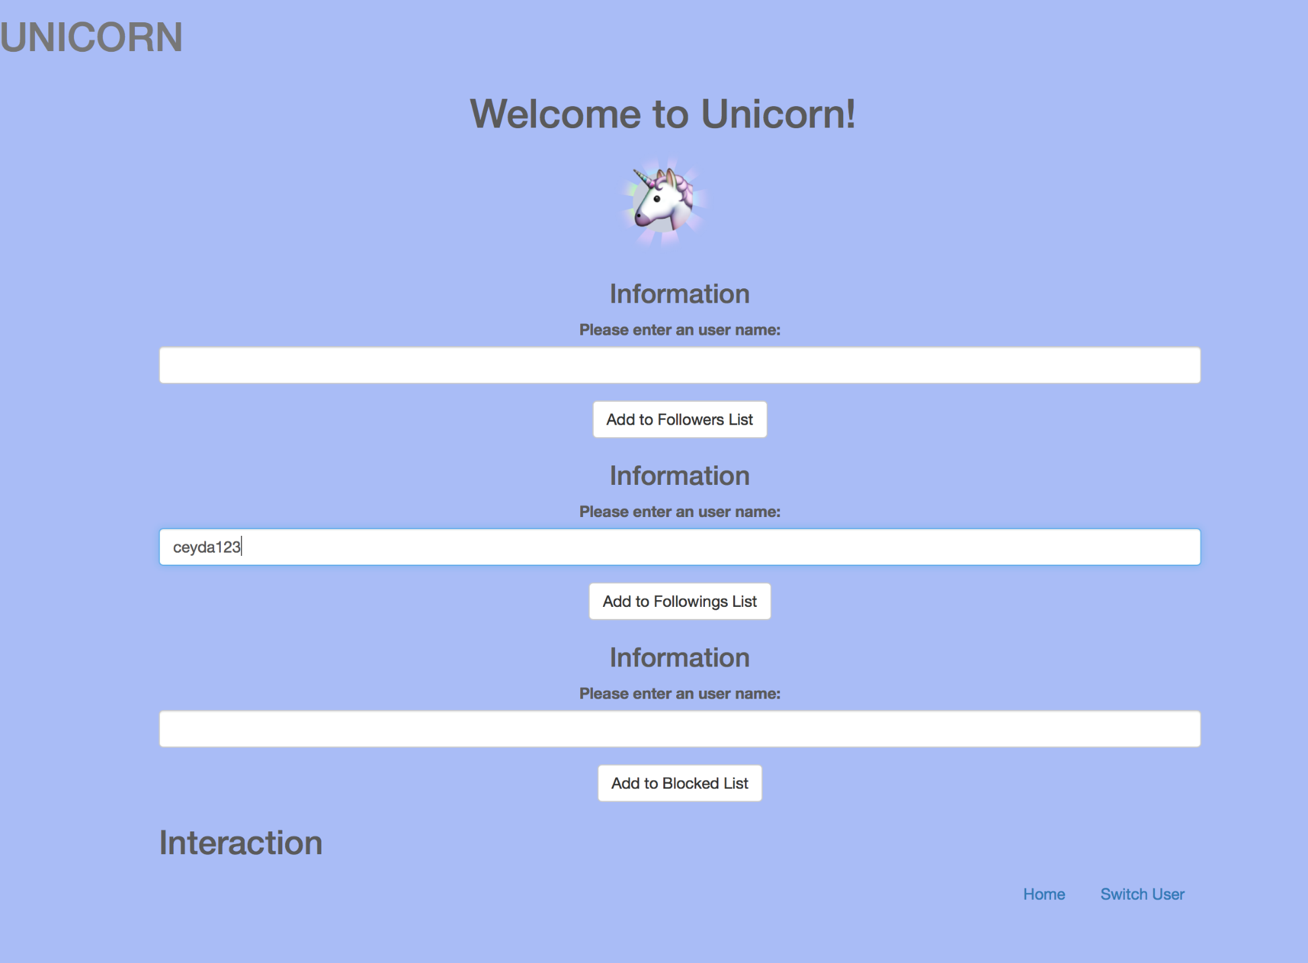 UNICORN
Welcome to Unicorn!
Information
Please enter an user name:
Add to Followers List
Information
Please enter an user name:
ceyda123
Add to Followings List
Information
Please enter an user name:
Add to Blocked List
Interaction
Home Switch User